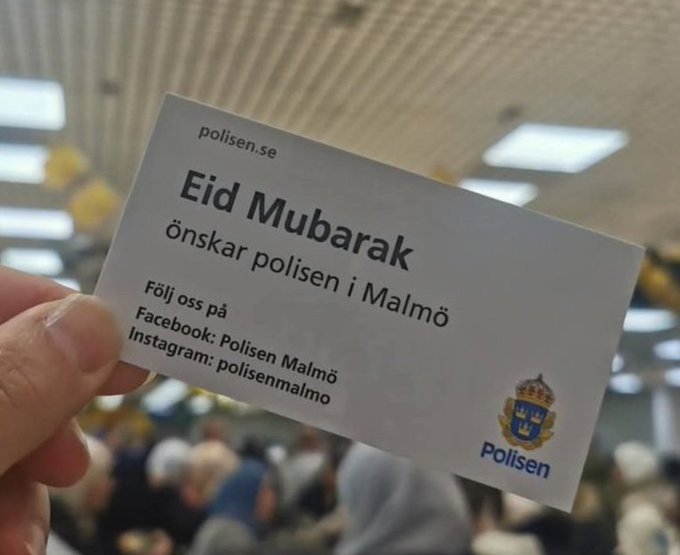 polisen.se
Eid Mubarak
önskar polisen i Malmö
Följ oss på
Facebook: Polisen Malmö
Instagram: polisenmalmo
Polisen